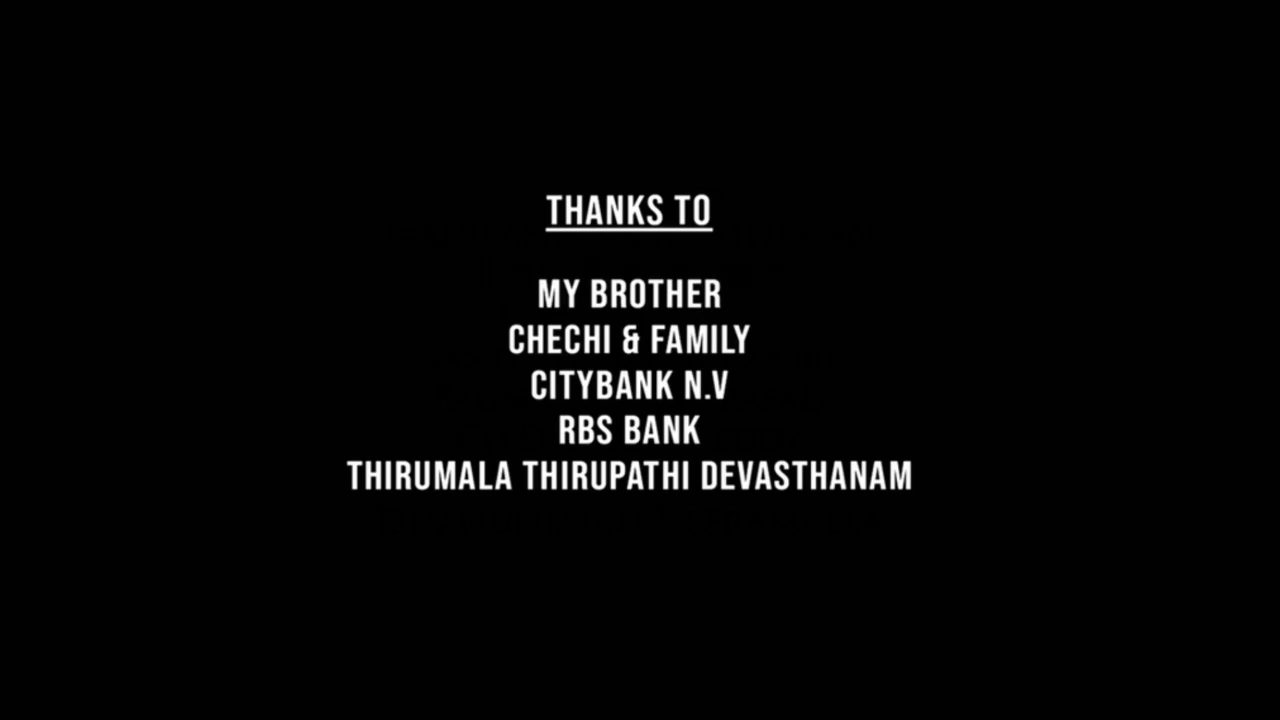 THANKS TO
MY BROTHER
CHECHI & FAMILY
CITYBANK N.V
RBS BANK
THIRUMALA THIRUPATHI DEVASTHANAM